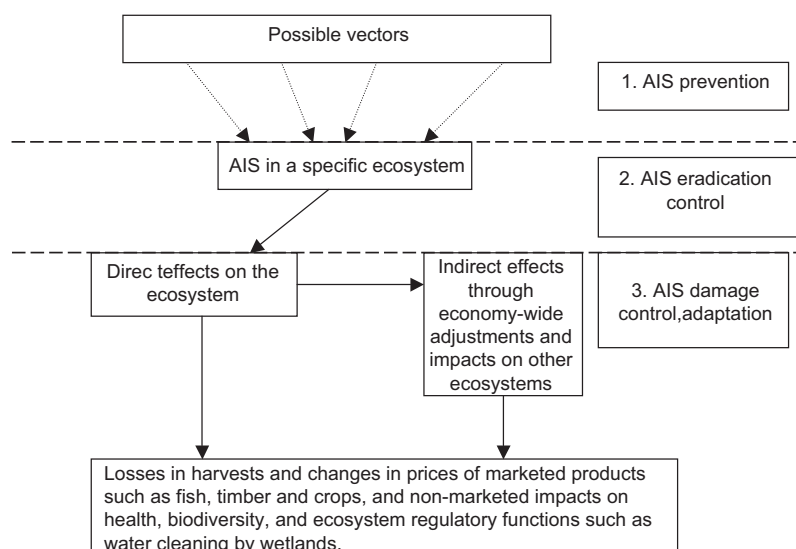 Possible vectors
1. AIS prevention
AIS in a specific ecosystem
2. AIS eradication
control
Direc teffects on the
ecosystem
Indirect effects
through
economy-wide
adjustments and
impacts on other
ecosystems
3. AIS damage
control,adaptation
Losses in harvests and changes in prices of marketed products
such as fish, timber and crops, and non-marketed impacts on
health, biodiversity, and ecosystem regulatory functions such as
water cleaning by wetlands.